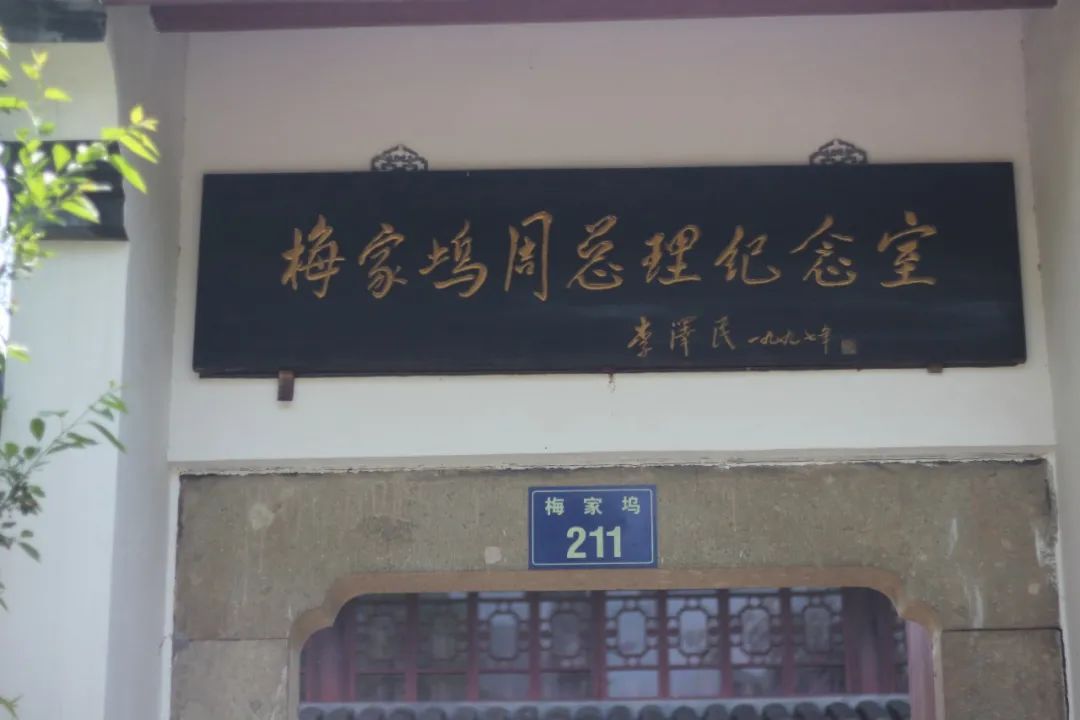 梅家坞周总理纪念室
李泽民 一九九七年
梅家坞
211